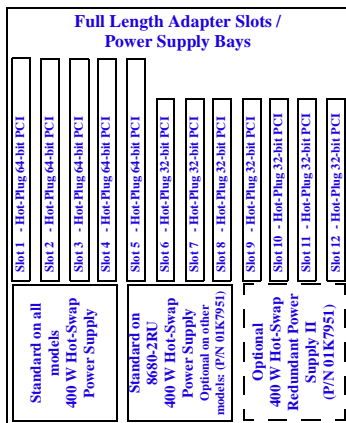 Full Length Adapter Slots /
Power Supply Bays
Slot 1 - Hot-Plug 64-bit PCI
Slot 2 - Hot-Plug 64-bit PCI
Slot 3 - Hot-Plug 64-bit PCI
Slot 4 - Hot-Plug 64-bit PCI
Slot 5 - Hot-Plug 64-bit PCI
Slot 6 - Hot-Plug 32-bit PCI
Slot 7 - Hot-Plug 32-bit PCI
Slot 8 - Hot-Plug 32-bit PCI
Slot 9 - Hot-Plug 32-bit PCI
Slot 10 - Hot-Plug 32-bit PCI
Slot 11 - Hot-Plug 32-bit PCI
Slot 12 - Hot-Plug 32-bit PCI
Standard on all
models
400 W Hot-Swap
Power Supply
Standard on
8680-2RU
400 W Hot-Swap
Power Supply
Optional on other
models: (P/N 01K7951)
Optional
400 W Hot-Swap
Redundant Power
Supply II
(P/N 01K7951)